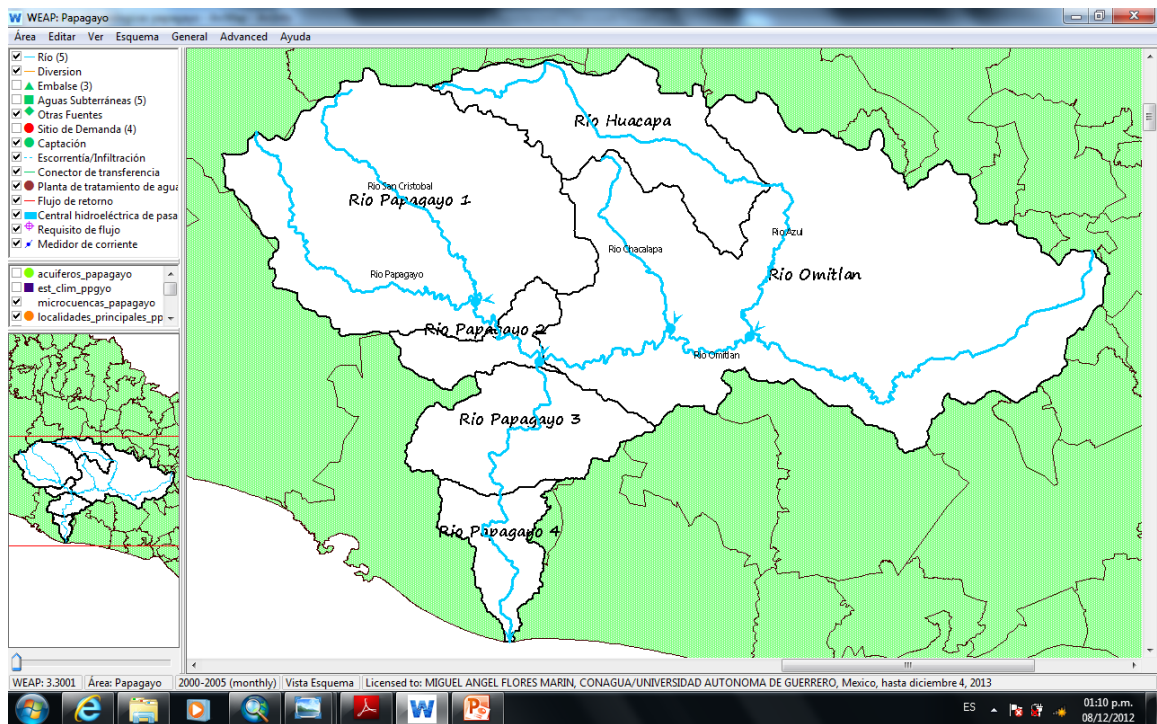 WEAP: Papagayo
Área Editar Ver Esquema General Advanced Ayuda
Río (5)
Diversion
Embalse (3)
Aguas Subterráneas (5)
Otras Fuentes
Sitio de Demanda (4)
Captación
Escorrentía/Infiltración
Conector de transferencia
Planta de tratamiento de agua
Flujo de retorno
Central hidroeléctrica de pasa
Requisito de flujo
Medidor de corriente
acuiferos_papagayo
est_clim_ppgyo
microcuencas_papagayo
localidades_principales_pp
Rio Huacapa
Rio San Cristobal
Rio Papagayo 1
Rio Azul
Rio Chacalapa
Rio Papagayo
Rio Omitlan
Rio Papagayo 2
Rio Omitlan
Rio Papagayo 3
Rio Papagayo 4
WEAP: 3.3001 Área: Papagayo 2000-2005 (monthly) Vista Esquema Licensed to: MIGUEL ANGEL FLORES MARIN, CONAGUA/UNIVERSIDAD AUTONOMA DE GUERRERO, Mexico, hasta diciembre 4, 2013
ES 01:10 p.m.
08/12/2012